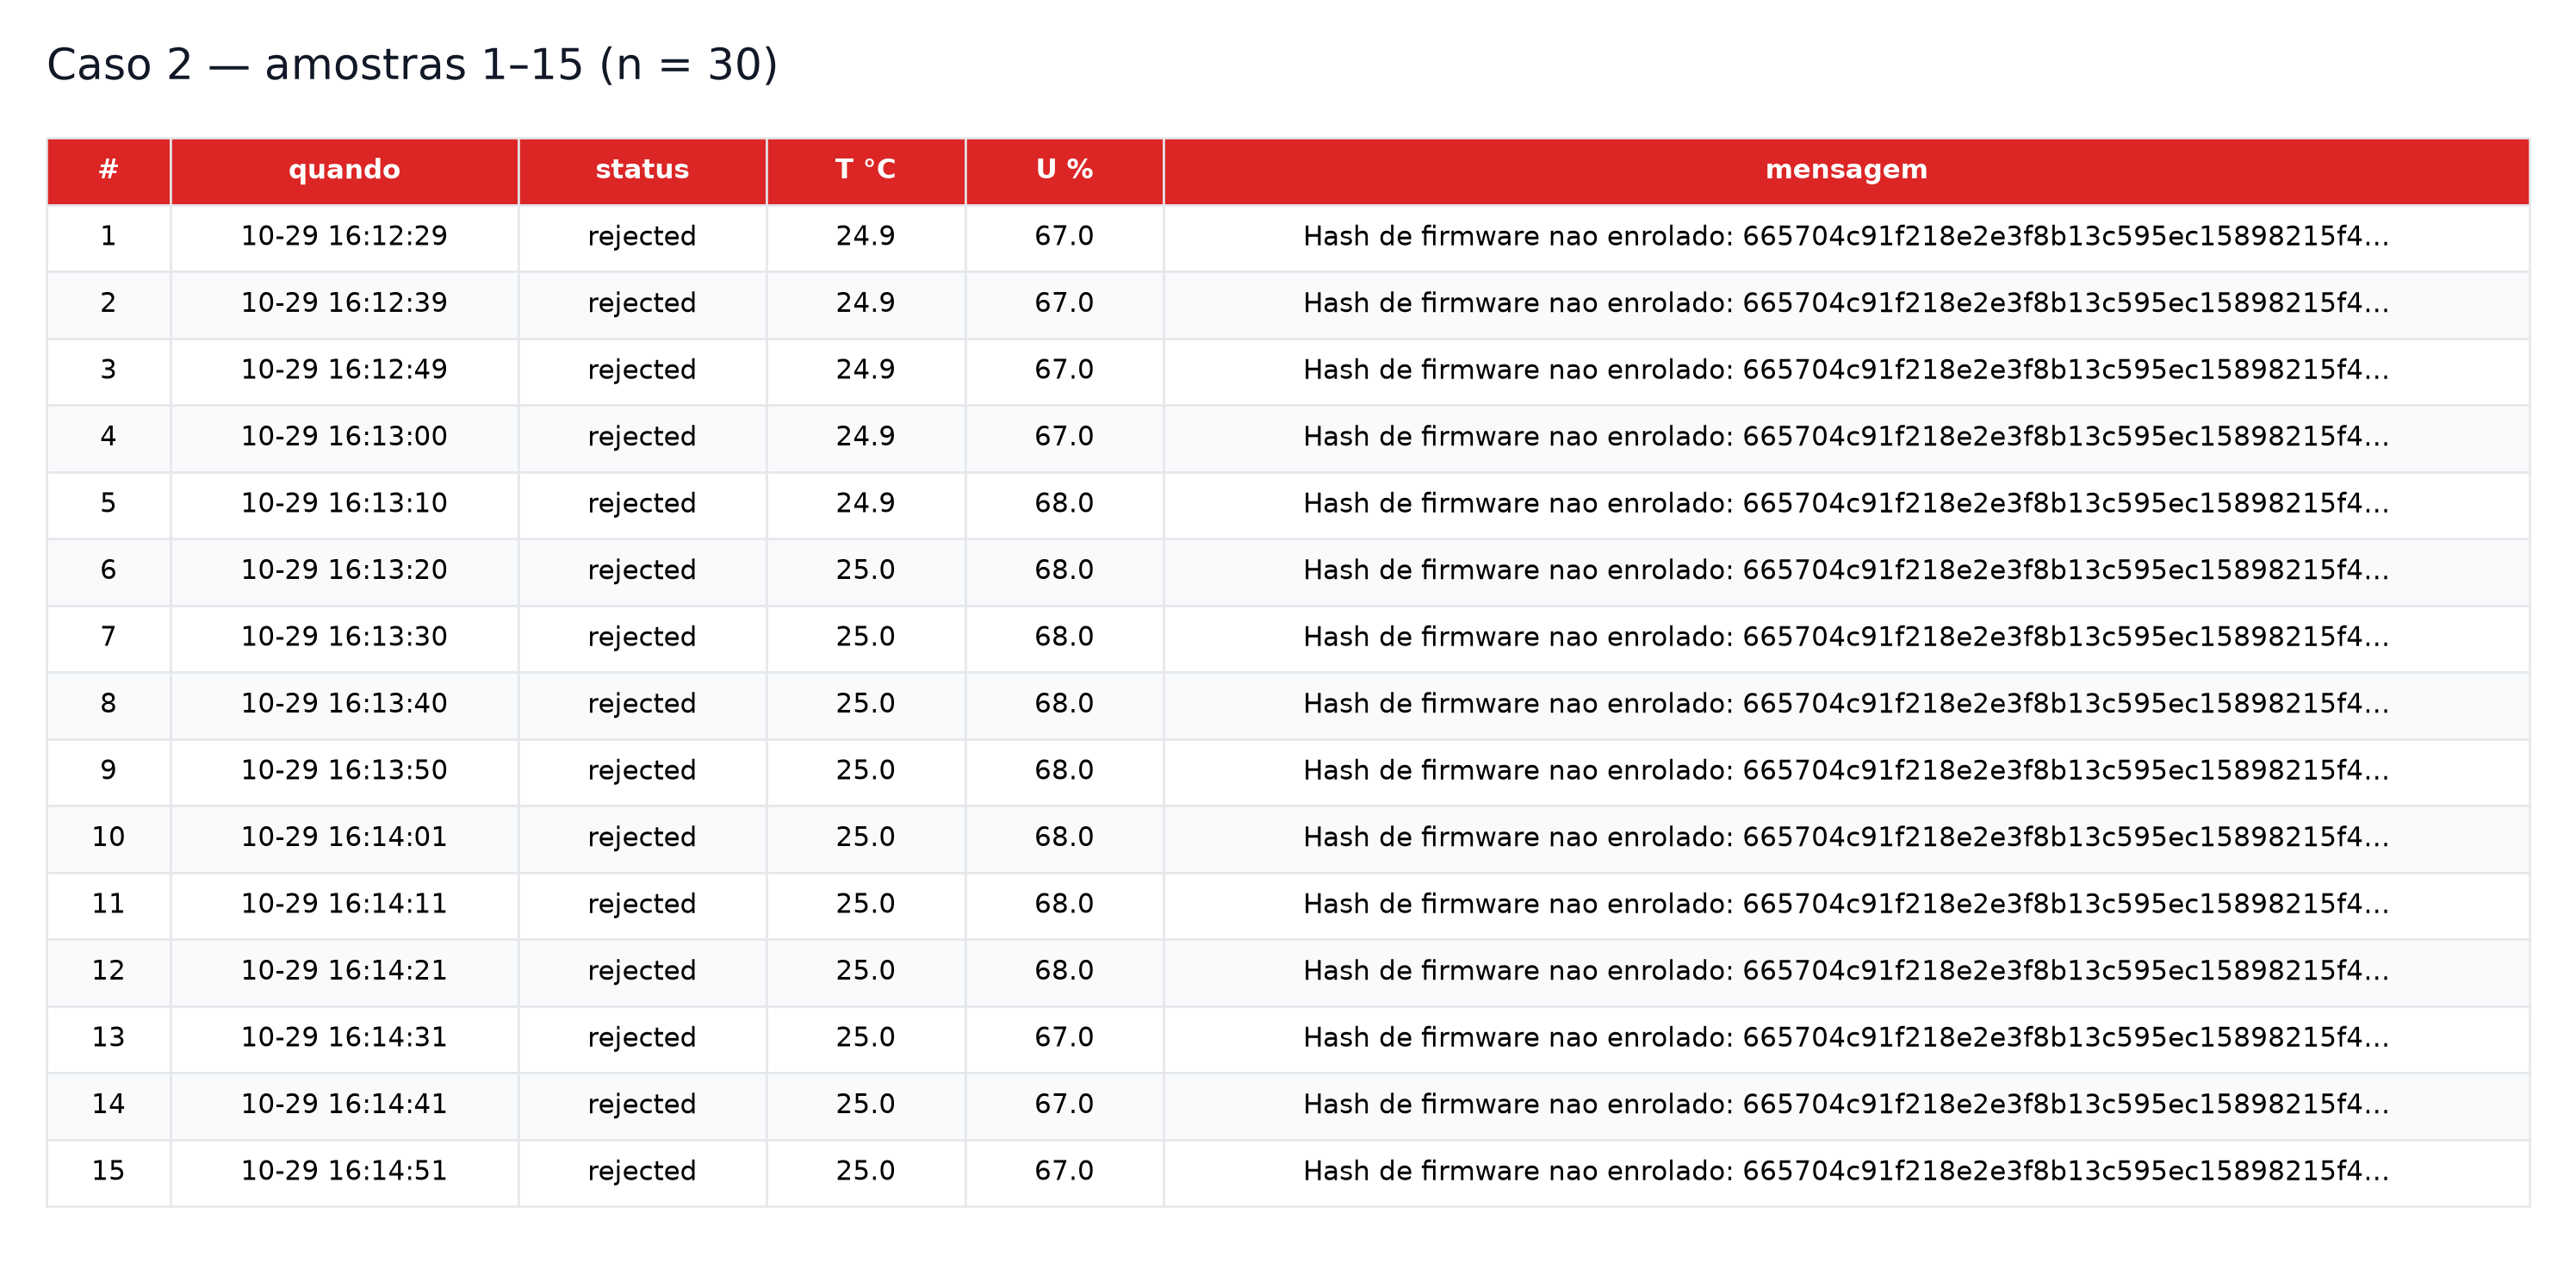 Caso 2 — amostras 1–15 (n = 30)
# quando status T °C U % mensagem
1 10-29 16:12:29 rejected 24.9 67.0 Hash de firmware nao enrolado: 665704c91f218e2e3f8b13c595ec15898215f4...
2 10-29 16:12:39 rejected 24.9 67.0 Hash de firmware nao enrolado: 665704c91f218e2e3f8b13c595ec15898215f4...
3 10-29 16:12:49 rejected 24.9 67.0 Hash de firmware nao enrolado: 665704c91f218e2e3f8b13c595ec15898215f4...
4 10-29 16:13:00 rejected 24.9 67.0 Hash de firmware nao enrolado: 665704c91f218e2e3f8b13c595ec15898215f4...
5 10-29 16:13:10 rejected 24.9 68.0 Hash de firmware nao enrolado: 665704c91f218e2e3f8b13c595ec15898215f4...
6 10-29 16:13:20 rejected 25.0 68.0 Hash de firmware nao enrolado: 665704c91f218e2e3f8b13c595ec15898215f4...
7 10-29 16:13:30 rejected 25.0 68.0 Hash de firmware nao enrolado: 665704c91f218e2e3f8b13c595ec15898215f4...
8 10-29 16:13:40 rejected 25.0 68.0 Hash de firmware nao enrolado: 665704c91f218e2e3f8b13c595ec15898215f4...
9 10-29 16:13:50 rejected 25.0 68.0 Hash de firmware nao enrolado: 665704c91f218e2e3f8b13c595ec15898215f4...
10 10-29 16:14:01 rejected 25.0 68.0 Hash de firmware nao enrolado: 665704c91f218e2e3f8b13c595ec15898215f4...
11 10-29 16:14:11 rejected 25.0 68.0 Hash de firmware nao enrolado: 665704c91f218e2e3f8b13c595ec15898215f4...
12 10-29 16:14:21 rejected 25.0 68.0 Hash de firmware nao enrolado: 665704c91f218e2e3f8b13c595ec15898215f4...
13 10-29 16:14:31 rejected 25.0 67.0 Hash de firmware nao enrolado: 665704c91f218e2e3f8b13c595ec15898215f4...
14 10-29 16:14:41 rejected 25.0 67.0 Hash de firmware nao enrolado: 665704c91f218e2e3f8b13c595ec15898215f4...
15 10-29 16:14:51 rejected 25.0 67.0 Hash de firmware nao enrolado: 665704c91f218e2e3f8b13c595ec15898215f4...